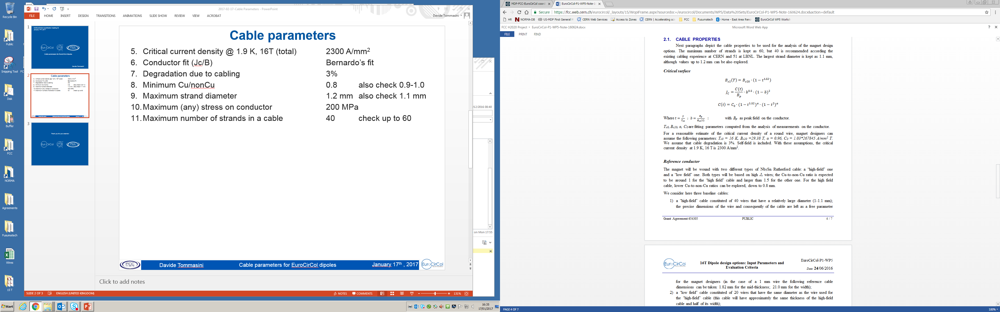 Recycle Bin
Public
Snipping Tool
FC
Disk
Buffer
FCC
NORMA
Agreements
Fusumatech
Wires
15 T
2017-02-17-Cable Parameters - PowerPoint
FILE HOME INSERT DESIGN TRANSITIONS ANIMATIONS SLIDE SHOW REVIEW VIEW ACROBAT
Davide Tommasini
1
US-EuroCirCol coordination meeting 03
January 17th, 2017
EuroCirCol
Cable parameters for EuroCirCol dipoles
Davide Tommasini
2
Cable parameters
3
Thank you for your attention
EuroCirCol
Cable parameters
5. Critical current density @ 1.9 K, 16T (total) 2300 A/mm²
6. Conductor fit (Jc/B) Bernardo’s fit
7. Degradation due to cabling 3%
8. Minimum Cu/nonCu 0.8 also check 0.9-1.0
9. Maximum strand diameter 1.2 mm also check 1.1 mm
10. Maximum (any) stress on conductor 200 MPa
11. Maximum number of strands in a cable 40 check up to 60
FCC Davide Tommasini Cable parameters for EuroCirCol dipoles January 17th , 2017 EuroCirCol
Click to add notes
SLIDE 2 OF 3 ENGLISH (UNITED KINGDOM) NOTES COMMENTS 131%
/12/2016 08:40
on Mon 17:55
Start
16:35
17/01/2017
MDP-FCC-EuroCirCol coord EuroCirCol-P1-WP5-Note-1
Secure https://fcc.web.cern.ch/eurocircol/_layouts/15/WopiFrame.aspx?sourcedoc=/eurocircol/Documents/WP5/Data%20Sets/EuroCirCol-P1-WP5-Note-160624.docx&action=default
HR NORMA-DB US-MDP First General M CERN Web Services Access to Zones CERN | Accelerating sci FCC Fusumatech Home - East Area Reno EuroCirCol WP5 Worksh
FCC H2020 Project EuroCirCol-P1-WP5-Note-160624.docx Microsoft Word Web App
FILE PRINT FIND
2.1. CABLE PROPERTIES
Next paragraphs depict the cable properties to be used for the analysis of the magnet design
options. The maximum number of strands is kept as 60, but 40 is recommended according the
existing cabling experience at CERN and 51 at LBNL. The largest strand diameter is kept as 1.1 mm,
although values up to 1.2 mm can be also explored.
Critical surface
B_c2(T) = B_c20 · (1 − t^1.52)
J_c = C(t)/B_p · b^0.5 · (1 − b)^2
C(t) = C_0 · (1 − t^1.52)^α · (1 − t^2)^α
Where t = T/T_c0 ; b = B_p/B_c2(t) : with B_p as peak field on the conductor.
T_c0, B_c20, α, C_0 are fitting parameters computed from the analysis of measurements on the conductor.
For a reasonable estimate of the critical current density of a round wire, magnet designers can
assume the following parameters: T_c0 = 16 K, B_c20 =29.38 T, α = 0.96, C_0 = 1.03*267845 A/mm² T.
We assume that cable degradation is 3%. Self-field is included. With these assumptions, the critical
current density at 1.9 K, 16 T is 2300 A/mm².
Reference conductor
The magnet will be wound with two different types of Nb₃Sn Rutherford cable: a “high-field” one
and a “low field” one. Both types will be based on high J_c wires; the Cu-to-non-Cu ratio is expected
to be around 1 for the “high field” cable and larger than 1.5 for the other one. For the high field
cable, lower Cu-to-non-Cu ratios can be explored, down to 0.8 mm.
We consider here three baseline cables:
1) a “high-field” cable constituted of 40 wires that have a relatively large diameter (1-1.1 mm);
the precise dimensions of the wire and consequently of the cable are left as a free parameter
Grant Agreement 654305 PUBLIC 4 / 7
EuroCirCol
16T Dipole design options: Input Parameters and
Evaluation Criteria
EuroCirCol-P1-WP5
Date: 24/06/2016
for the magnet designers (in the case of a 1 mm wire the following reference cable
dimensions can be taken: 1.82 mm for the mid-thickness; 21.0 mm for the width);
2) a “low field” cable constituted of 20 wires that have the same diameter as the wire used for
the “high-field” cable (this cable will have approximately the same thickness of the high-field
cable and half of its width);
PAGE 4 OF 7 100%